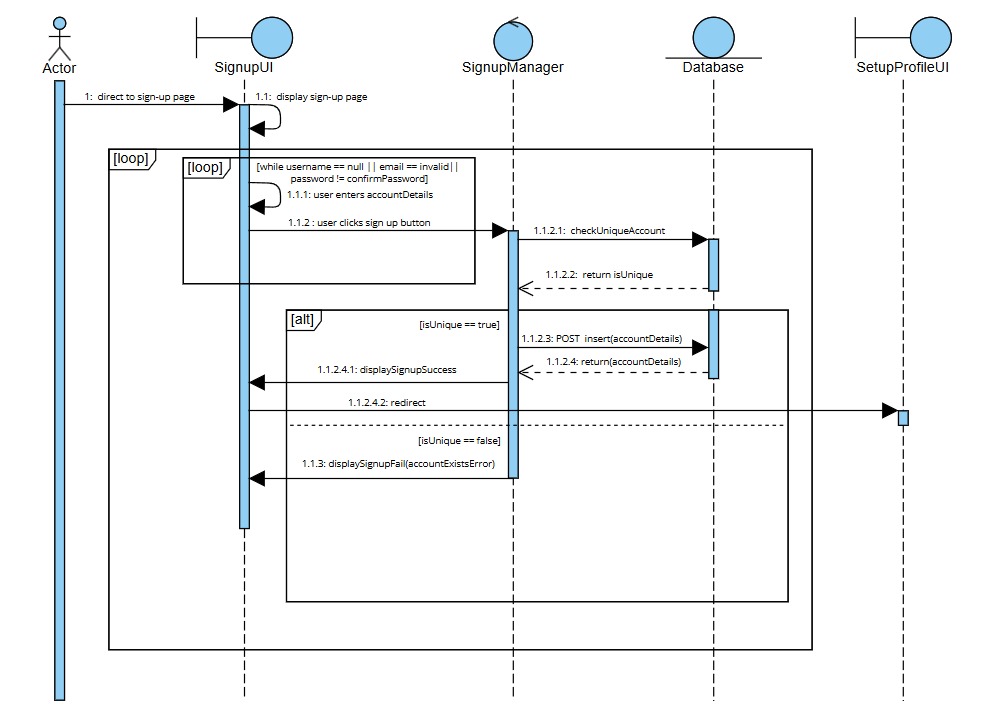 Actor
SignupUI
SignupManager
Database
SetupProfileUI
1: direct to sign-up page
1.1: display sign-up page
[loop]
[loop]
[while username == null || email == invalid||
password != confirmPassword]
1.1.1: user enters accountDetails
1.1.2 : user clicks sign up button
1.1.2.1: checkUniqueAccount
1.1.2.2: return isUnique
[alt]
[isUnique == true]
1.1.2.3: POST insert(accountDetails)
1.1.2.4: return(accountDetails)
1.1.2.4.1: displaySignupSuccess
1.1.2.4.2: redirect
[isUnique == false]
1.1.3: displaySignupFail(accountExistsError)